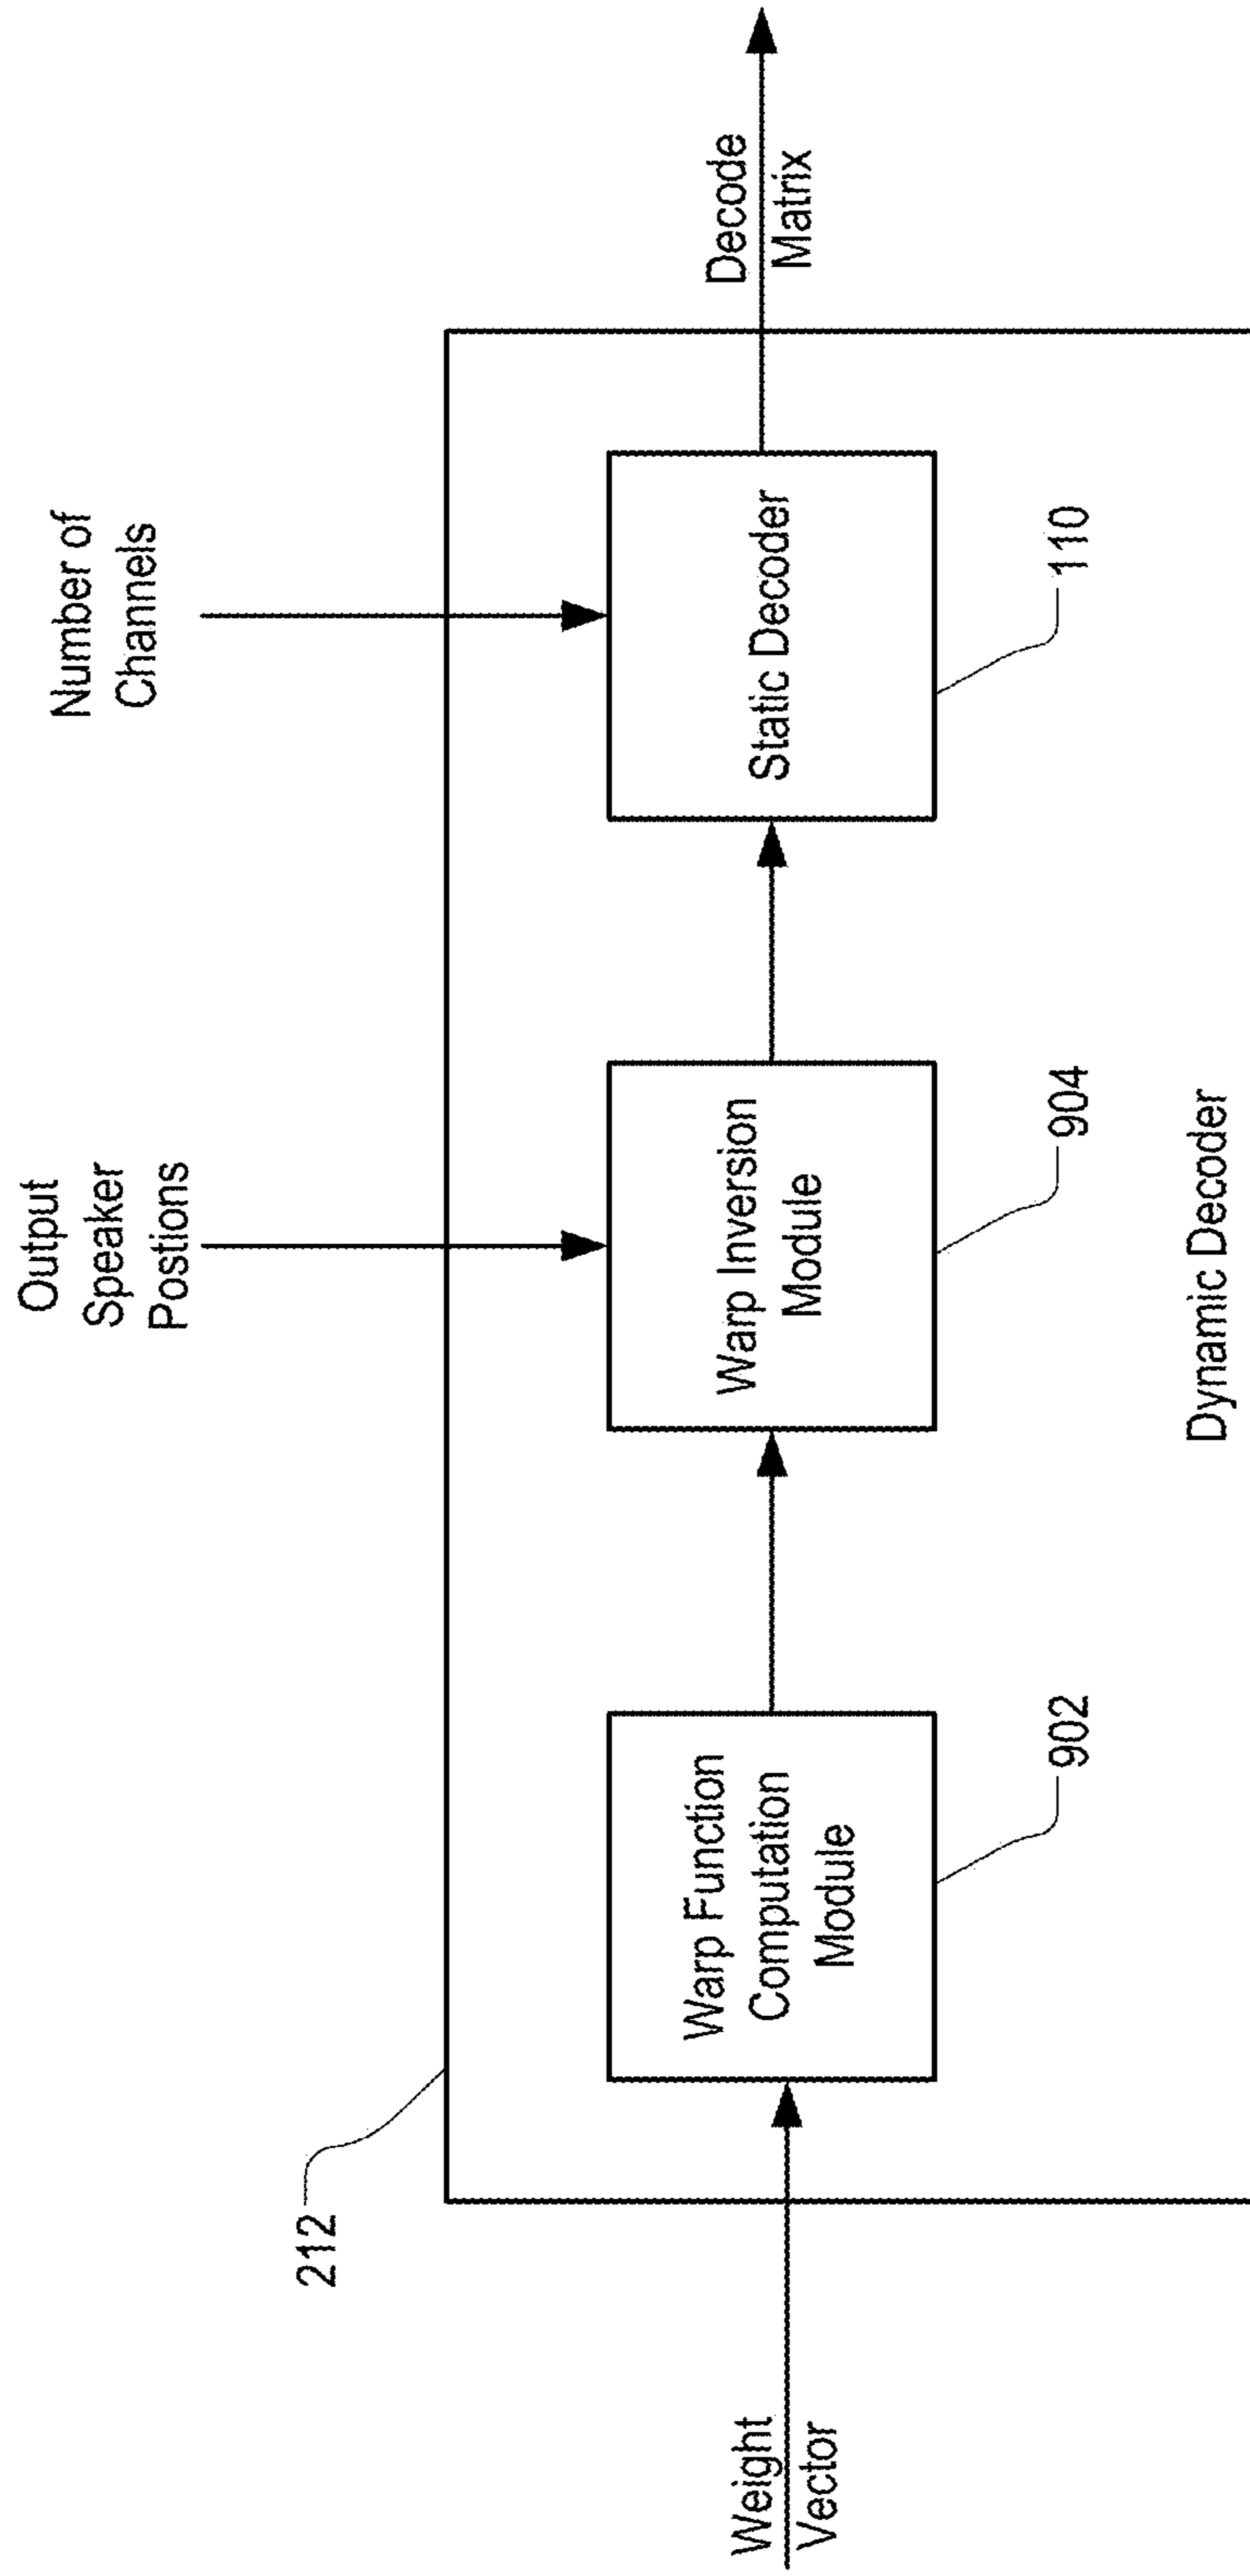 Output
Speaker
Postions
Number of
Channels
212
Weight
Vector
Warp Function
Computation
Module
902
Warp Inversion
Module
904
Static Decoder
110
Decode
Matrix
Dynamic Decoder